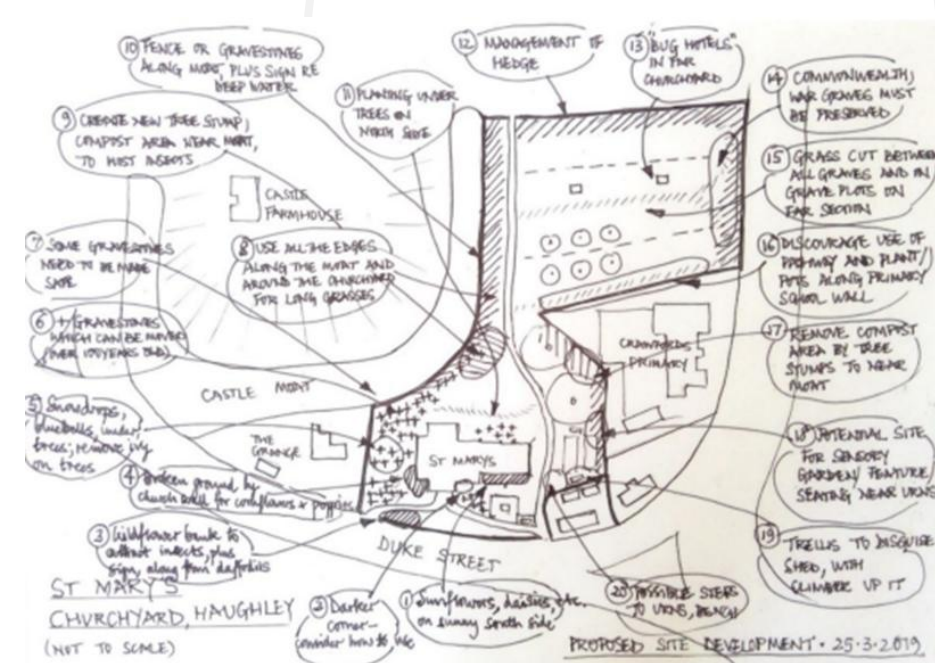 10 FENCE OR GRAVESTONES
ALONG MOAT, PLUS SIGN RE
DEEP WATER
12 MANAGEMENT OF
HEDGE
13 "BUG HOTELS"
IN FAR
CHURCHYARD
14 COMMONWEALTH
WAR GRAVES MUST
BE PRESERVED
11 PLANTING UNDER
TREES ON
NORTH SIDE
9 CREATE NEW TREE STUMP,
COMPOST AREA NEAR MOAT,
TO HOST INSECTS
15 GRASS CUT BETWEEN
ALL GRAVES AND ON
GRAVE PLOTS ON
FAR SECTION
CASTLE
FARMHOUSE
7 SOME GRAVESTONES
NEED TO BE MADE
SAFE
8 USE ALL THE EDGES
ALONG THE MOAT AND
AROUND THE CHURCHYARD
FOR LONG GRASSES
16 DISCOURAGE USE OF
PATHWAY AND PLANT/
POTS ALONG PRIMARY
SCHOOL WALL
6 + GRAVESTONES
WHICH CAN BE MOVED
(OVER 100 YEARS OLD)
17 REMOVE COMPOST
AREA BY TREE
STUMPS TO NEAR
MOAT
CRAWFORDS
PRIMARY
CASTLE MOAT
5 Snowdrops,
bluebells, under
trees; remove ivy
on trees
THE
GRANGE
ST MARYS
18 POTENTIAL SITE
FOR SENSORY
GARDEN/ FEATURE/
SEATING NEAR URNS
4 Broken ground by
church wall for cornflowers & poppies
3 Wildflower bank to
attract insects, plus
sign, along from daffodils
DUKE STREET
19 TRELLIS TO DISGUISE
SHED, WITH
CLIMBER UP IT
2 Darker
corner-
consider how to use
1 Sunflowers, daisies, etc.
on sunny south side
20 POSSIBLE STEPS
TO URNS, BENCH
ST MARY'S
CHURCHYARD, HAUGHLEY
(NOT TO SCALE)
PROPOSED SITE DEVELOPMENT · 25·3·2019